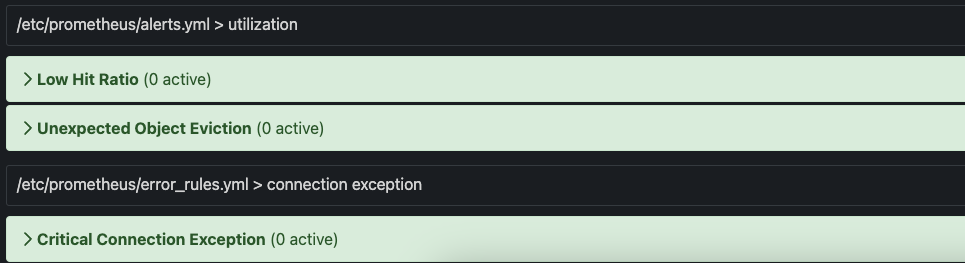 /etc/prometheus/alerts.yml > utilization
Low Hit Ratio (0 active)
Unexpected Object Eviction (0 active)
/etc/prometheus/error_rules.yml > connection exception
Critical Connection Exception (0 active)